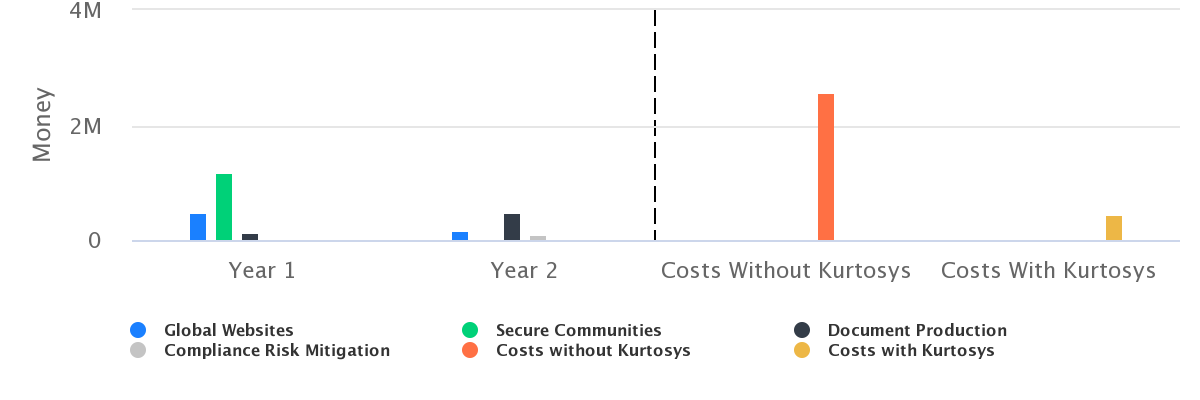 4M
2M
0
Money
Year 1
Year 2
Costs Without Kurtosys
Costs With Kurtosys
Global Websites
Secure Communities
Document Production
Compliance Risk Mitigation
Costs without Kurtosys
Costs with Kurtosys